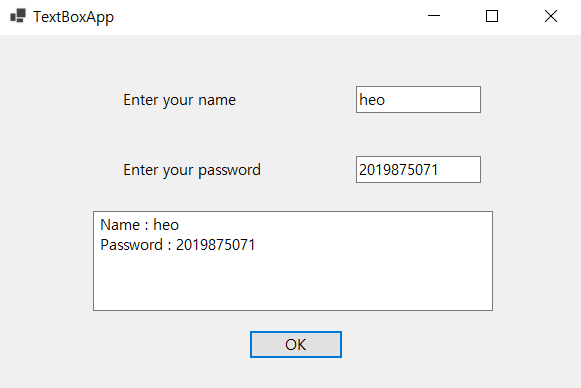 TextBoxApp
Enter your name heo
Enter your password 2019875071
Name : heo
Password : 2019875071
OK